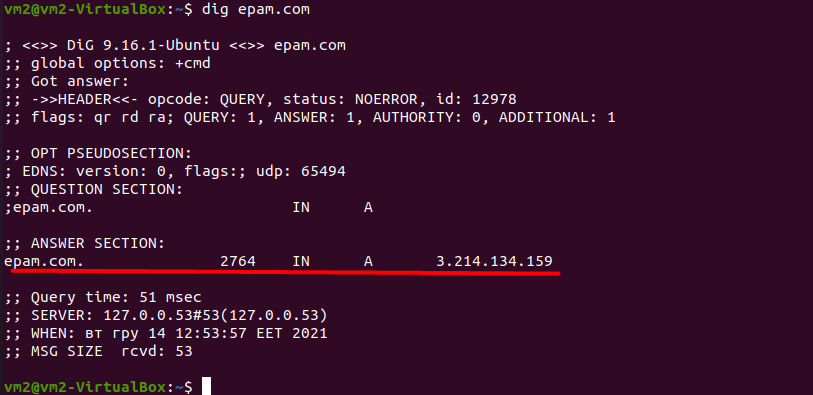 vm2@vm2-VirtualBox:~$ dig epam.com
; <<>> DiG 9.16.1-Ubuntu <<>> epam.com
;; global options: +cmd
;; Got answer:
;; ->>HEADER<<- opcode: QUERY, status: NOERROR, id: 12978
;; flags: qr rd ra; QUERY: 1, ANSWER: 1, AUTHORITY: 0, ADDITIONAL: 1
;; OPT PSEUDOSECTION:
; EDNS: version: 0, flags:; udp: 65494
;; QUESTION SECTION:
;epam.com. IN A
;; ANSWER SECTION:
epam.com. 2764 IN A 3.214.134.159
;; Query time: 51 msec
;; SERVER: 127.0.0.53#53(127.0.0.53)
;; WHEN: вт гру 14 12:53:57 EET 2021
;; MSG SIZE rcvd: 53
vm2@vm2-VirtualBox:~$